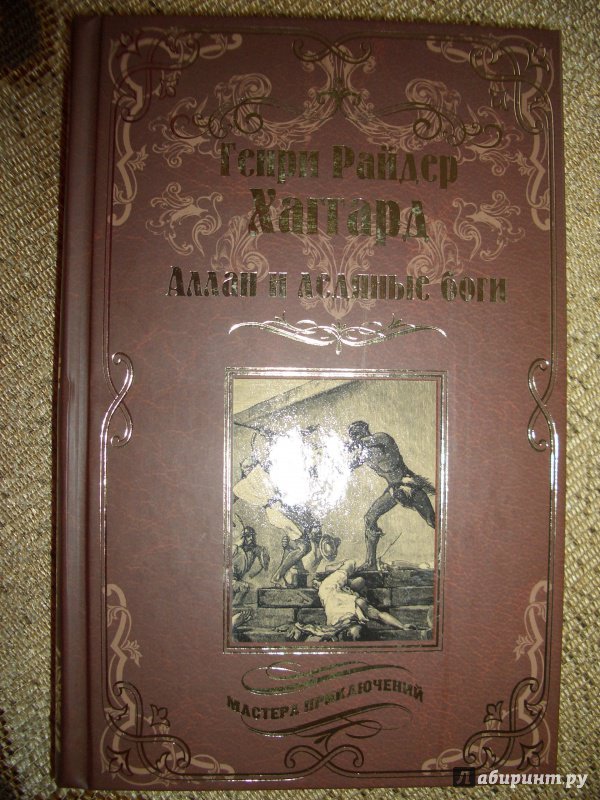 Генри Райдер
Хаггард
Аллан и ледяные боги
МАСТЕРА ПРИКЛЮЧЕНИЙ
Лабиринт.ру